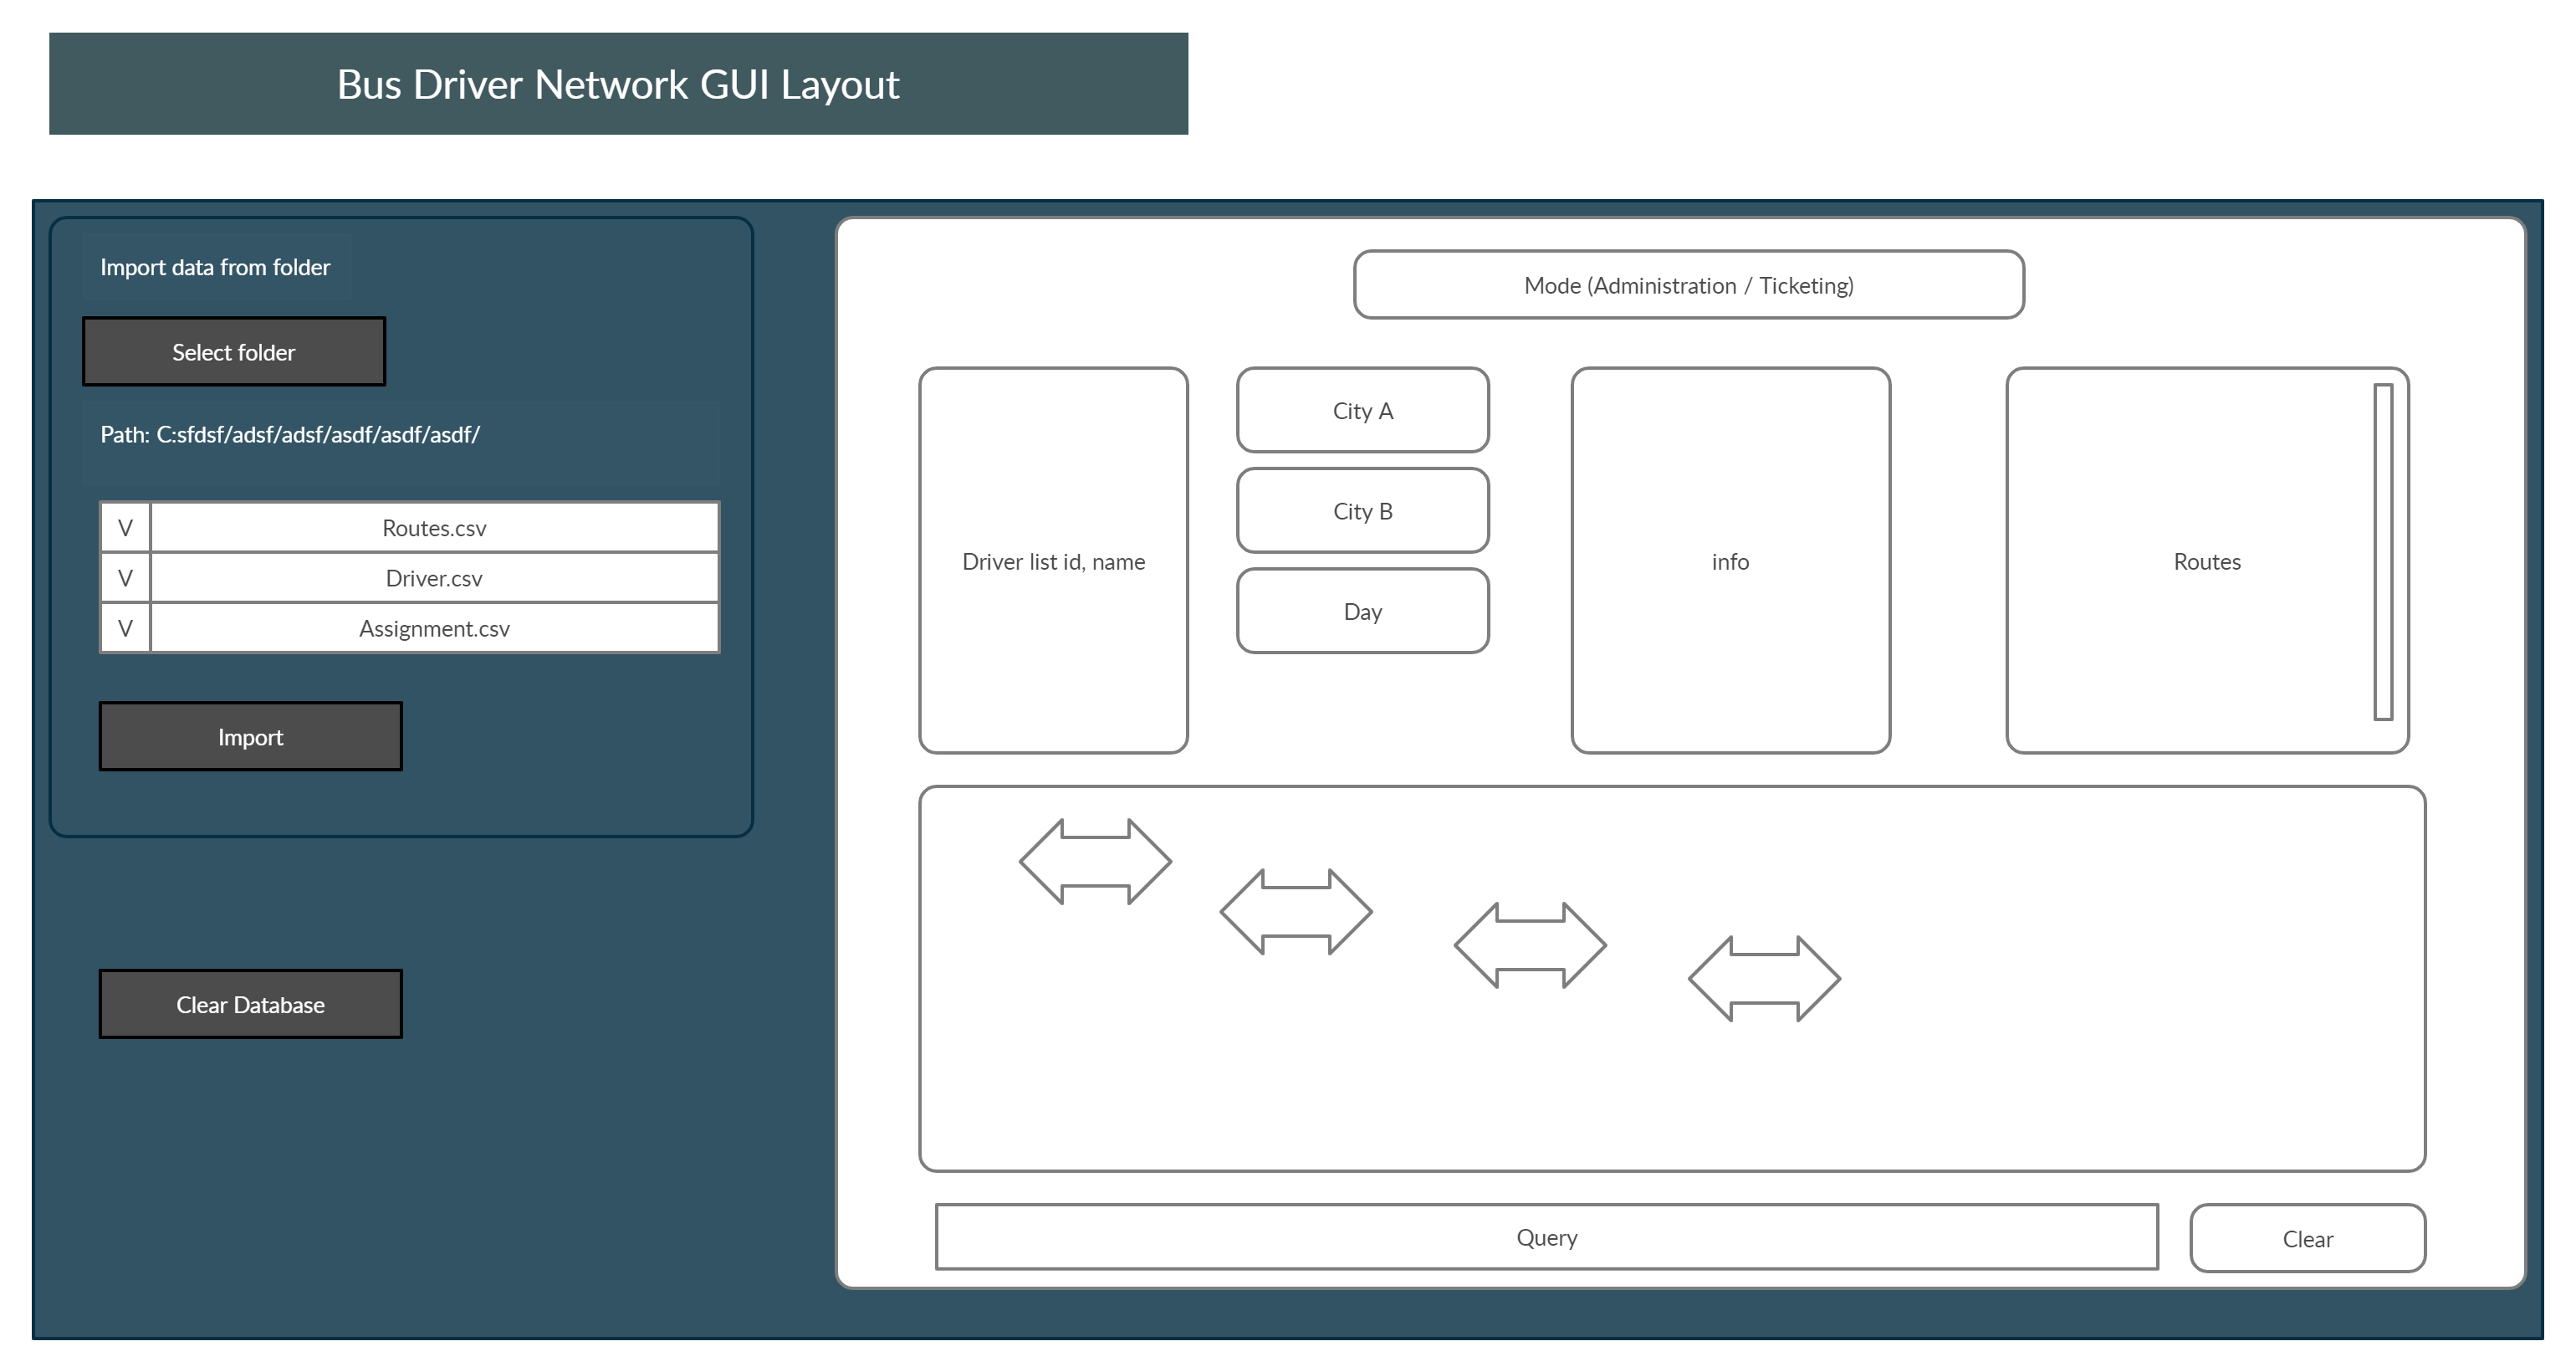 Bus Driver Network GUI Layout
Import data from folder
Select folder
Path: C:sfdsf/adsf/adsf/asdf/asdf/asdf/
V Routes.csv
V Driver.csv
V Assignment.csv
Import
Clear Database
Mode (Administration / Ticketing)
Driver list id, name
City A
City B
Day
info
Routes
Query
Clear